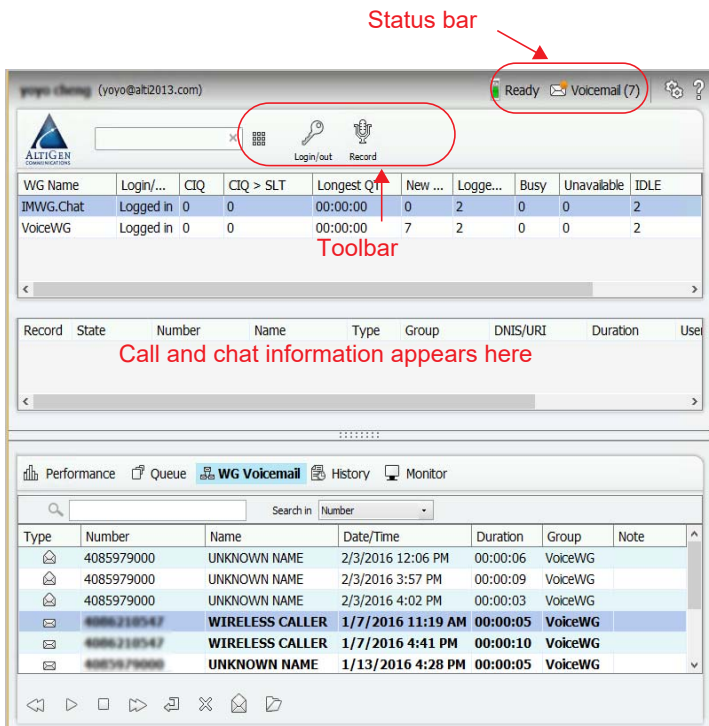 Status bar
(yoyo@alti2013.com) Ready Voicemail (7) ?
ALTIGEN
COMMUNICATIONS
Login/out Record
WG Name Login/... CIQ CIQ > SLT Longest QT New ... Logge... Busy Unavailable IDLE
IMWG.Chat Logged in 0 0 00:00:00 0 2 0 0 2
VoiceWG Logged in 0 0 00:00:00 7 2 0 0 2
Toolbar
Record State Number Name Type Group DNIS/URI Duration User
Call and chat information appears here
Performance Queue WG Voicemail History Monitor
Search in Number
Type Number Name Date/Time Duration Group Note
4085979000 UNKNOWN NAME 2/3/2016 12:06 PM 00:00:06 VoiceWG
4085979000 UNKNOWN NAME 2/3/2016 3:57 PM 00:00:09 VoiceWG
4085979000 UNKNOWN NAME 2/3/2016 4:02 PM 00:00:03 VoiceWG
WIRELESS CALLER 1/7/2016 11:19 AM 00:00:05 VoiceWG
WIRELESS CALLER 1/7/2016 4:41 PM 00:00:10 VoiceWG
UNKNOWN NAME 1/13/2016 4:28 PM 00:00:05 VoiceWG